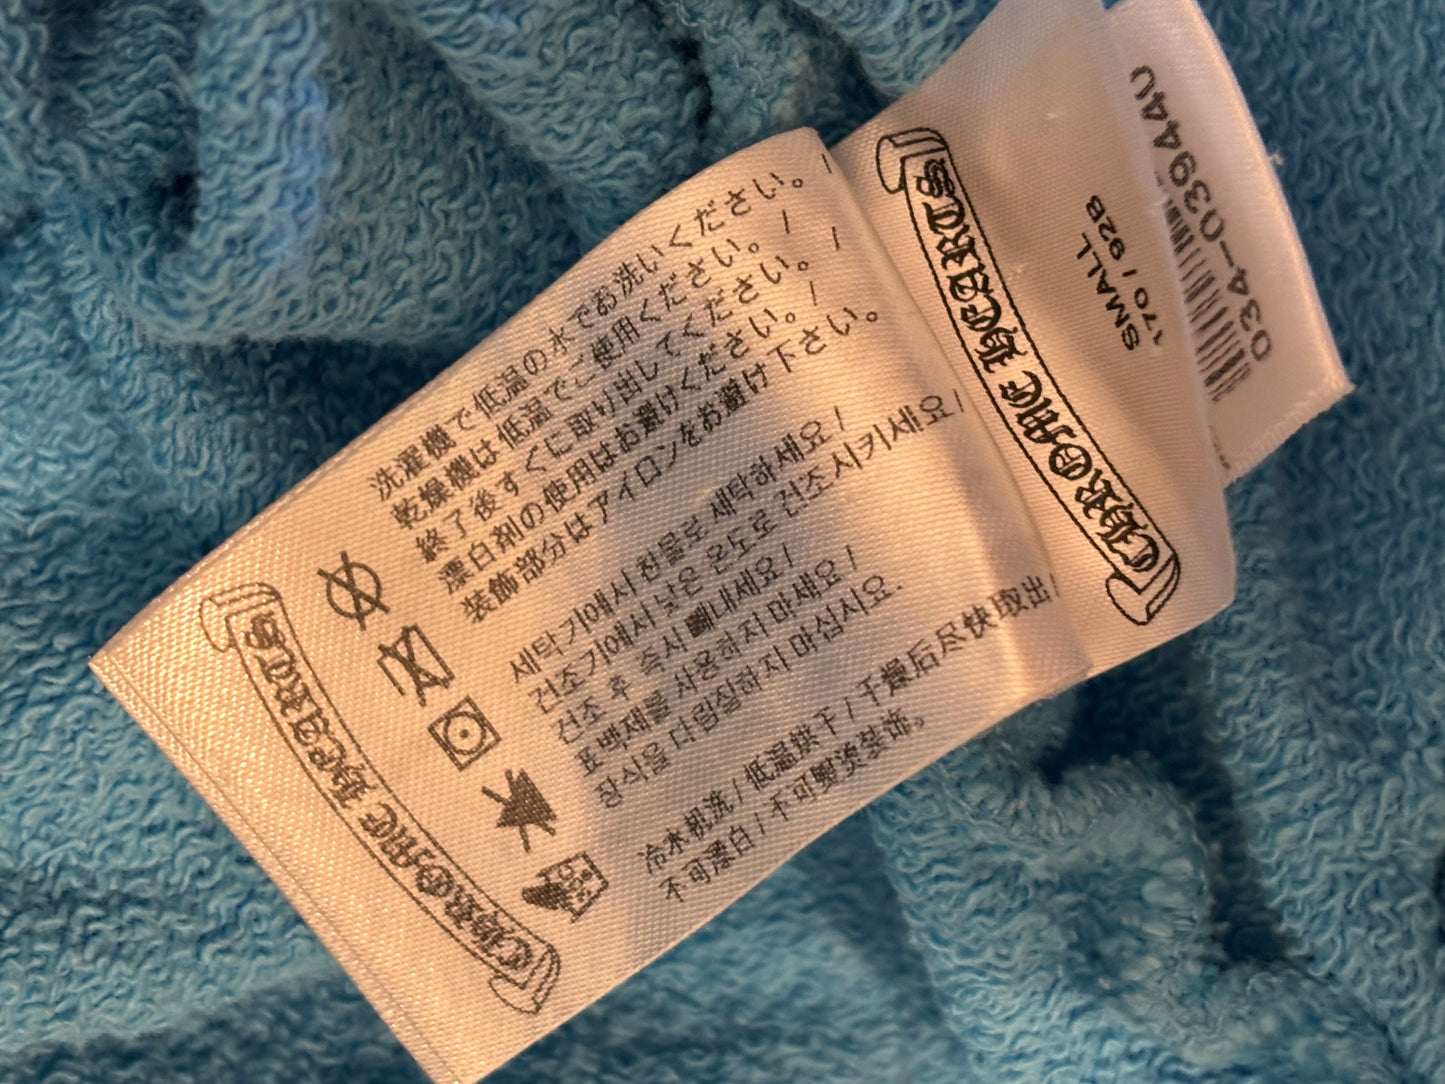 CHROME HEARTS
洗濯機で低温の水でお洗いください。/
乾燥機は低温でご使用ください。/
終了後すぐに取り出してください。/
漂白剤の使用はお避けください。/
装飾部分はアイロンをお避け下さい。
세탁기에서 찬물로 세탁하세요 /
건조기에서 낮은 온도로 건조시키세요 /
건조 후 즉시 빼내세요 /
표백제를 사용하지 마세요 /
장식을 다림질하지 마십시오.
冷水机洗 / 低温烘干 / 干燥后尽快取出 /
不可漂白 / 不可熨烫装饰。
CHROME HEARTS
SMALL
170 / 92B
034-03944U